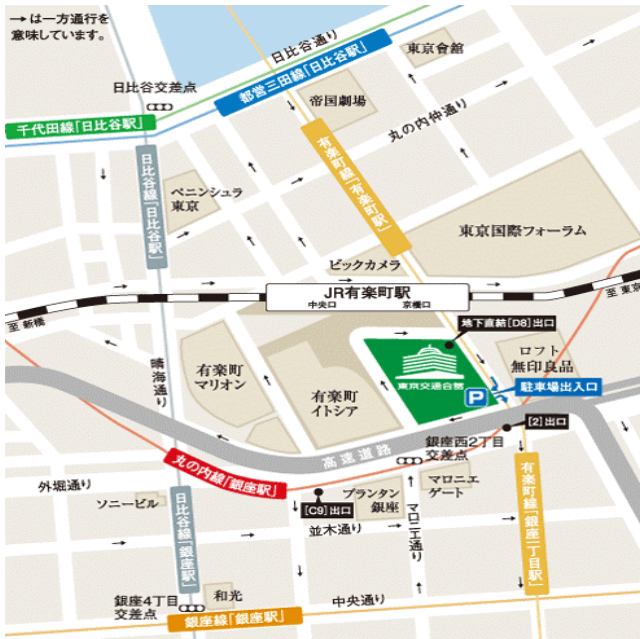 →は一方通行を
意味しています。
日比谷通り
東京會舘
都営三田線「日比谷駅」
日比谷交差点
帝国劇場
千代田線「日比谷駅」
丸の内仲通り
有楽町線「有楽町駅」
日比谷線「日比谷駅」
ペニンシュラ
東京
東京国際フォーラム
ビックカメラ
JR有楽町駅
中央口
京橋口
至 東京
至 新橋
地下直結[D8]出口
ロフト
無印良品
晴海通り
有楽町
マリオン
有楽町
イトシア
東京交通会館
P
駐車場出入口
[2]出口
高速道路
銀座西2丁目
交差点
丸の内線「銀座駅」
外堀通り
ソニービル
日比谷線「銀座駅」
[C9]出口
プランタン
銀座
マロニエ
ゲート
並木通り
マロニエ通り
有楽町線「銀座一丁目駅」
銀座4丁目
交差点
和光
中央通り
銀座線「銀座駅」